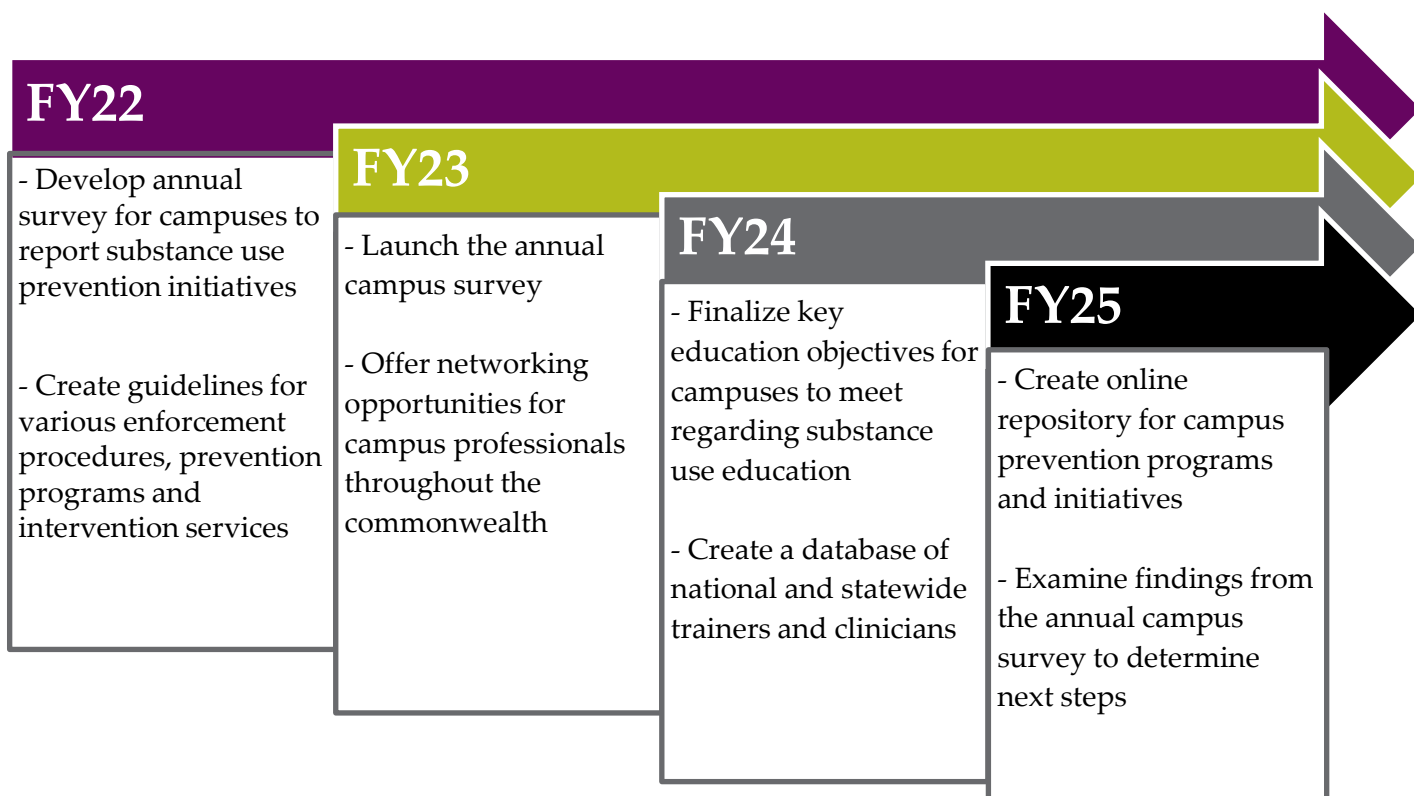 FY22
- Develop annual
survey for campuses to
report substance use
prevention initiatives
- Create guidelines for
various enforcement
procedures, prevention
programs and
intervention services
FY23
- Launch the annual
campus survey
- Offer networking
opportunities for
campus professionals
throughout the
commonwealth
FY24
- Finalize key
education objectives for
campuses to meet
regarding substance
use education
- Create a database of
national and statewide
trainers and clinicians
FY25
- Create online
repository for campus
prevention programs
and initiatives
- Examine findings from
the annual campus
survey to determine
next steps